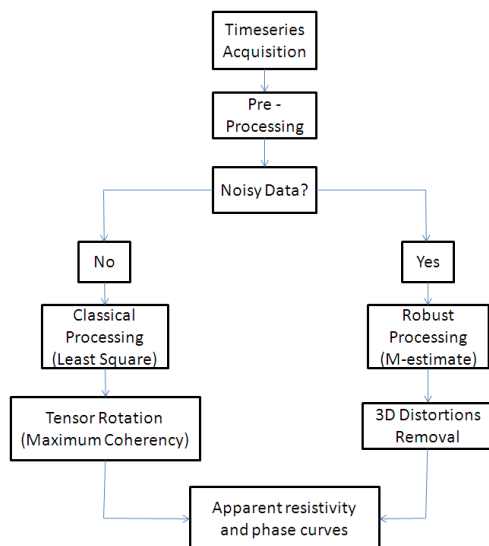 Timeseries
Acquisition
Pre -
Processing
Noisy Data?
No
Yes
Classical
Processing
(Least Square)
Robust
Processing
(M-estimate)
Tensor Rotation
(Maximum Coherency)
3D Distortions
Removal
Apparent resistivity
and phase curves